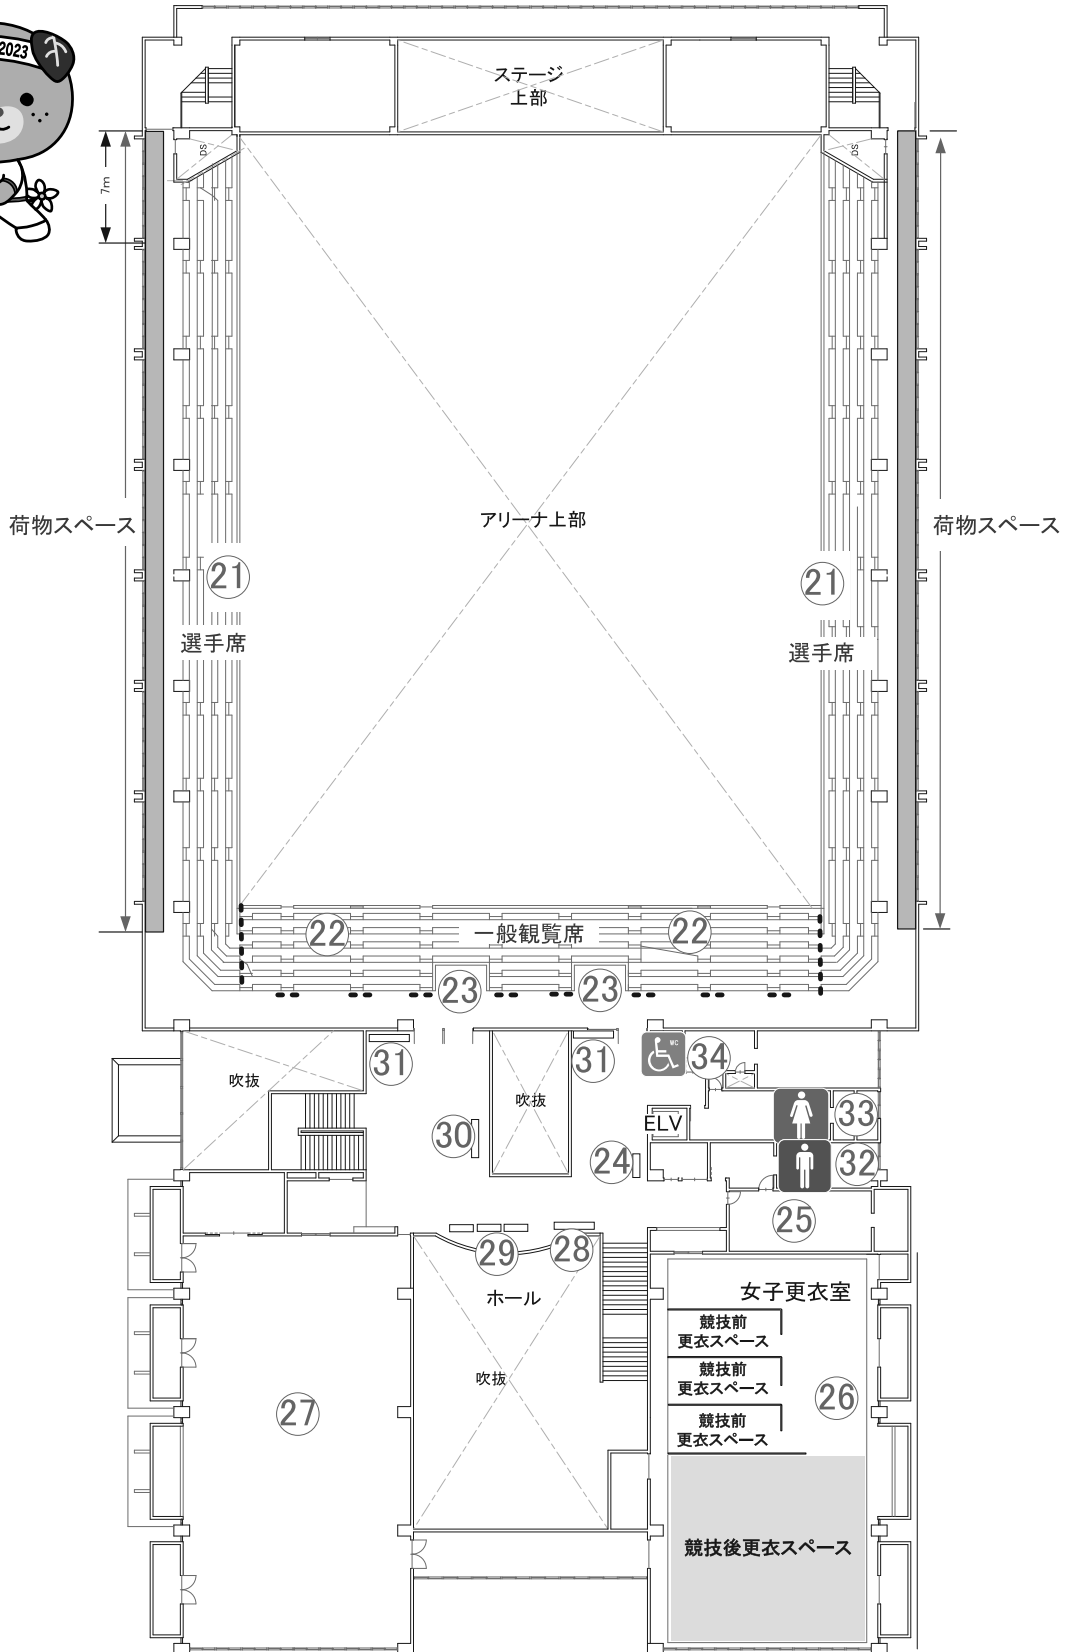 2023
ステージ
上部
DS
DS
7m
荷物スペース
アリーナ上部
荷物スペース
21
21
選手席
選手席
22
一般観覧席
22
23
23
31
31
WC
34
吹抜
吹抜
30
ELV
33
24
32
25
29
28
ホール
女子更衣室
競技前
更衣スペース
吹抜
競技前
更衣スペース
26
27
競技前
更衣スペース
競技後更衣スペース